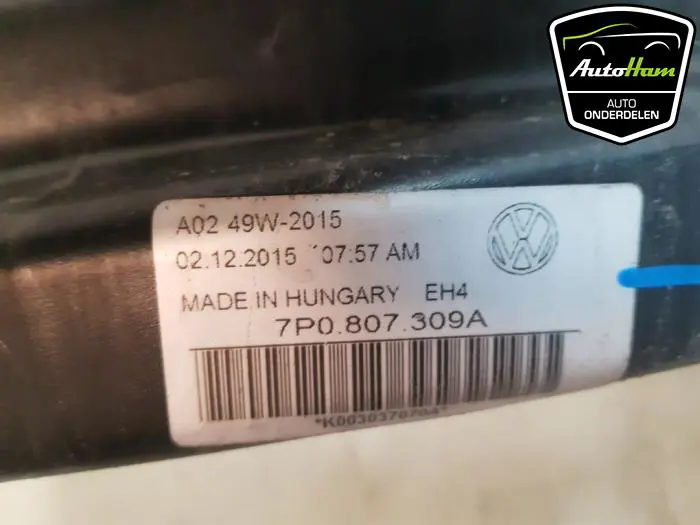 AutoHam
AUTO
ONDERDELEN
A02 49W-2015
02.12.2015 07:57 AM
MADE IN HUNGARY EH4
7P0.807.309A